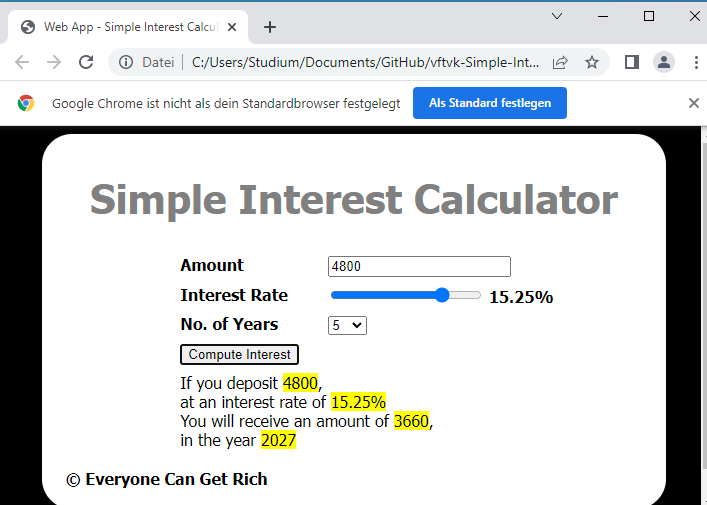 Web App - Simple Interest Calcul
Datei | C:/Users/Studium/Documents/GitHub/vftvk-Simple-Int...
Google Chrome ist nicht als dein Standardbrowser festgelegt
Als Standard festlegen
Simple Interest Calculator
Amount 4800
Interest Rate 15.25%
No. of Years 5
Compute Interest
If you deposit 4800,
at an interest rate of 15.25%
You will receive an amount of 3660,
in the year 2027
© Everyone Can Get Rich